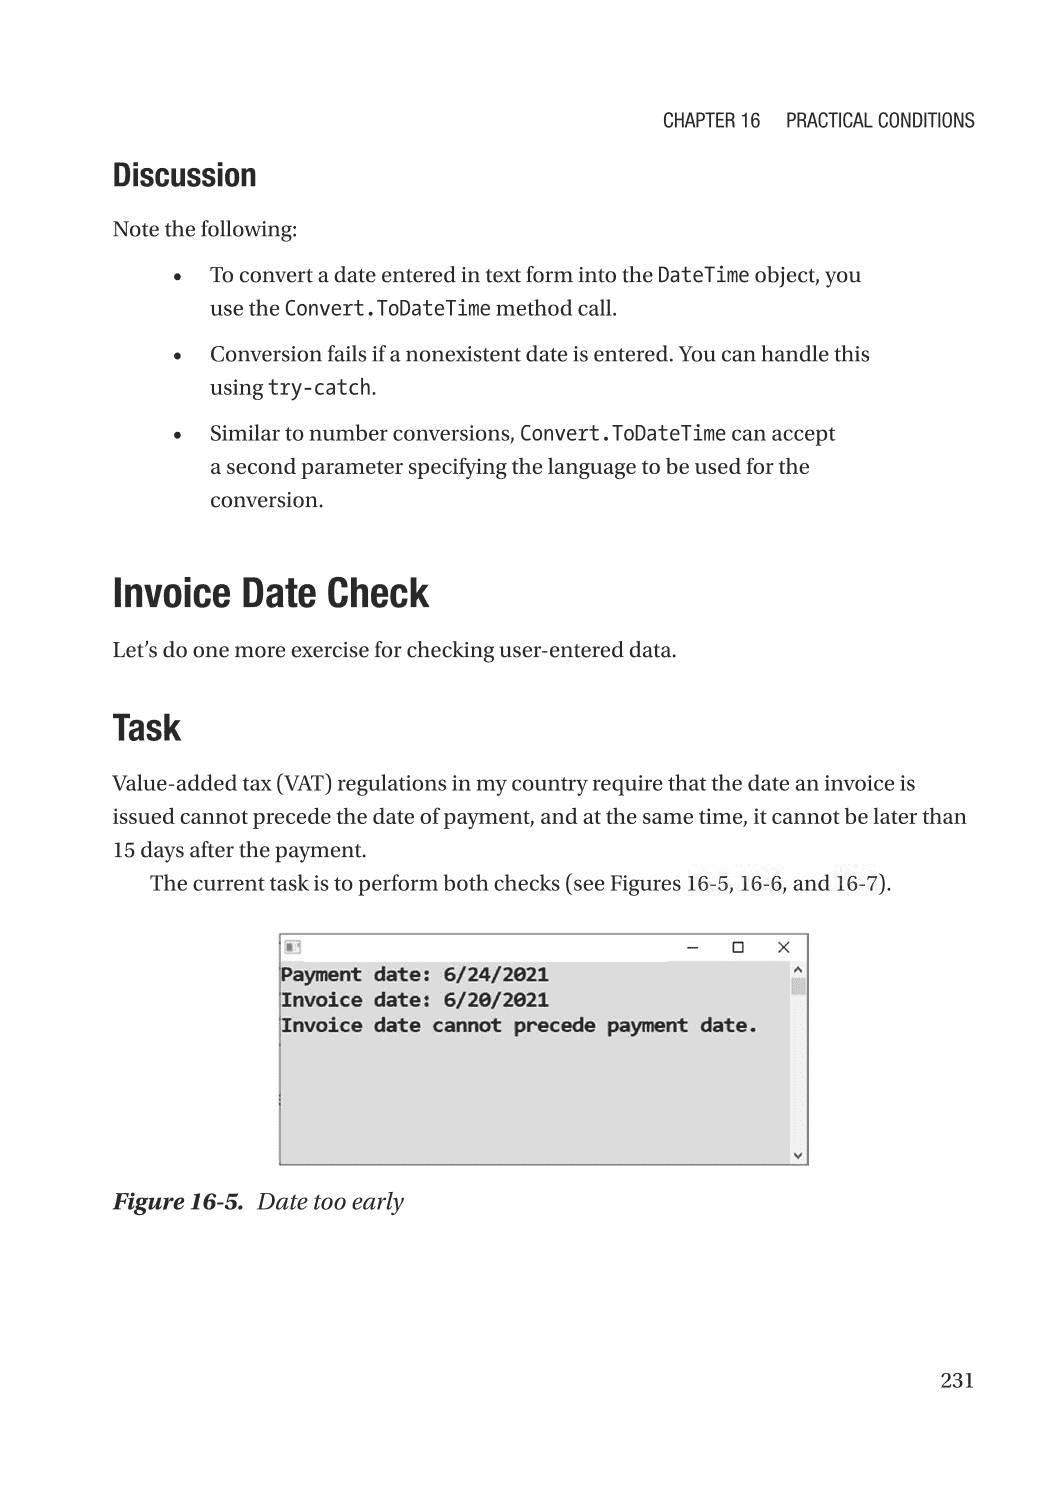 CHAPTER 16 PRACTICAL CONDITIONS
Discussion
Note the following:
• To convert a date entered in text form into the DateTime object, you
use the Convert.ToDateTime method call.
• Conversion fails if a nonexistent date is entered. You can handle this
using try-catch.
• Similar to number conversions, Convert.ToDateTime can accept
a second parameter specifying the language to be used for the
conversion.
Invoice Date Check
Let’s do one more exercise for checking user-entered data.
Task
Value-added tax (VAT) regulations in my country require that the date an invoice is
issued cannot precede the date of payment, and at the same time, it cannot be later than
15 days after the payment.
The current task is to perform both checks (see Figures 16-5, 16-6, and 16-7).
Payment date: 6/24/2021
Invoice date: 6/20/2021
Invoice date cannot precede payment date.
Figure 16-5. Date too early
231